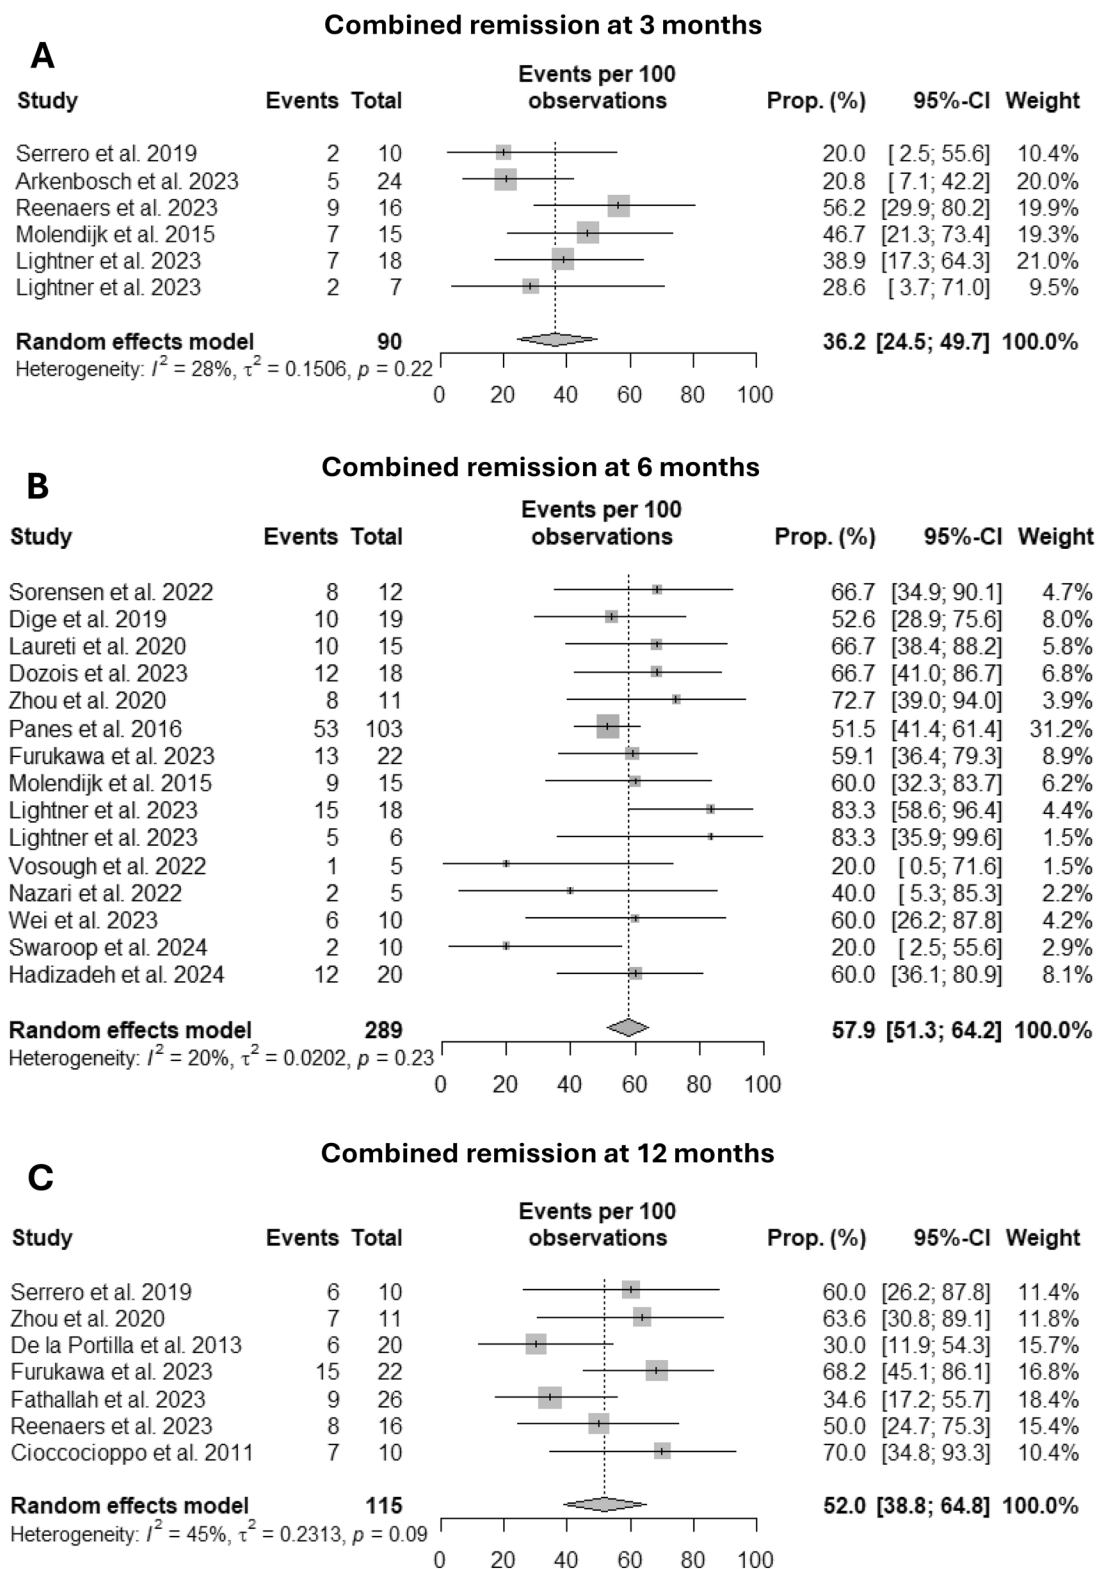 Combined remission at 3 months
A
Events per 100
Study Events Total observations Prop. (%) 95%-CI Weight
Serrero et al. 2019 2 10 20.0 [ 2.5; 55.6] 10.4%
Arkenbosch et al. 2023 5 24 20.8 [ 7.1; 42.2] 20.0%
Reenaers et al. 2023 9 16 56.2 [29.9; 80.2] 19.9%
Molendijk et al. 2015 7 15 46.7 [21.3; 73.4] 19.3%
Lightner et al. 2023 7 18 38.9 [17.3; 64.3] 21.0%
Lightner et al. 2023 2 7 28.6 [ 3.7; 71.0] 9.5%
Random effects model 90 36.2 [24.5; 49.7] 100.0%
Heterogeneity: I² = 28%, τ² = 0.1506, p = 0.22
0 20 40 60 80 100
Combined remission at 6 months
B
Events per 100
Study Events Total observations Prop. (%) 95%-CI Weight
Sorensen et al. 2022 8 12 66.7 [34.9; 90.1] 4.7%
Dige et al. 2019 10 19 52.6 [28.9; 75.6] 8.0%
Laureti et al. 2020 10 15 66.7 [38.4; 88.2] 5.8%
Dozois et al. 2023 12 18 66.7 [41.0; 86.7] 6.8%
Zhou et al. 2020 8 11 72.7 [39.0; 94.0] 3.9%
Panes et al. 2016 53 103 51.5 [41.4; 61.4] 31.2%
Furukawa et al. 2023 13 22 59.1 [36.4; 79.3] 8.9%
Molendijk et al. 2015 9 15 60.0 [32.3; 83.7] 6.2%
Lightner et al. 2023 15 18 83.3 [58.6; 96.4] 4.4%
Lightner et al. 2023 5 6 83.3 [35.9; 99.6] 1.5%
Vosough et al. 2022 1 5 20.0 [ 0.5; 71.6] 1.5%
Nazari et al. 2022 2 5 40.0 [ 5.3; 85.3] 2.2%
Wei et al. 2023 6 10 60.0 [26.2; 87.8] 4.2%
Swaroop et al. 2024 2 10 20.0 [ 2.5; 55.6] 2.9%
Hadizadeh et al. 2024 12 20 60.0 [36.1; 80.9] 8.1%
Random effects model 289 57.9 [51.3; 64.2] 100.0%
Heterogeneity: I² = 20%, τ² = 0.0202, p = 0.23
0 20 40 60 80 100
Combined remission at 12 months
C
Events per 100
Study Events Total observations Prop. (%) 95%-CI Weight
Serrero et al. 2019 6 10 60.0 [26.2; 87.8] 11.4%
Zhou et al. 2020 7 11 63.6 [30.8; 89.1] 11.8%
De la Portilla et al. 2013 6 20 30.0 [11.9; 54.3] 15.7%
Furukawa et al. 2023 15 22 68.2 [45.1; 86.1] 16.8%
Fathallah et al. 2023 9 26 34.6 [17.2; 55.7] 18.4%
Reenaers et al. 2023 8 16 50.0 [24.7; 75.3] 15.4%
Cioccocioppo et al. 2011 7 10 70.0 [34.8; 93.3] 10.4%
Random effects model 115 52.0 [38.8; 64.8] 100.0%
Heterogeneity: I² = 45%, τ² = 0.2313, p = 0.09
0 20 40 60 80 100